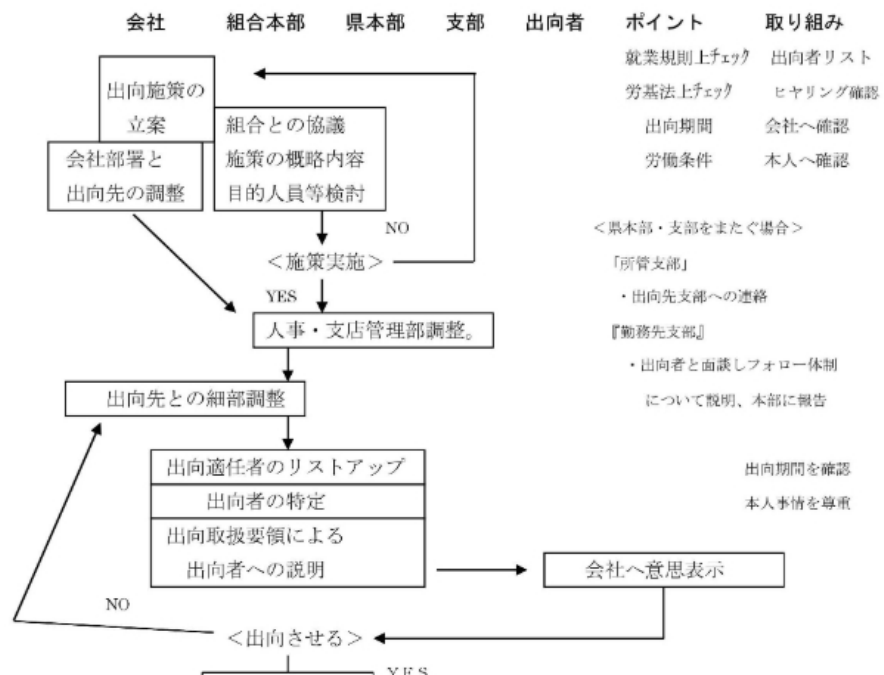 会社 組合本部 県本部 支部 出向者 ポイント 取り組み
就業規則上チェック 出向者リスト
出向施策の
立案
労基法上チェック ヒヤリング確認
組合との協議
施策の概略内容
目的人員等検討
出向期間 会社へ確認
会社部署と
出向先の調整
労働条件 本人へ確認
NO
＜県本部・支部をまたぐ場合＞
＜施策実施＞
「所管支部」
YES
・出向先支部への連絡
人事・支店管理部調整。
『勤務先支部』
・出向者と面談しフォロー体制
について説明、本部に報告
出向先との細部調整
出向適任者のリストアップ
出向期間を確認
出向者の特定
本人事情を尊重
出向取扱要領による
出向者への説明
会社へ意思表示
NO
＜出向させる＞
YES